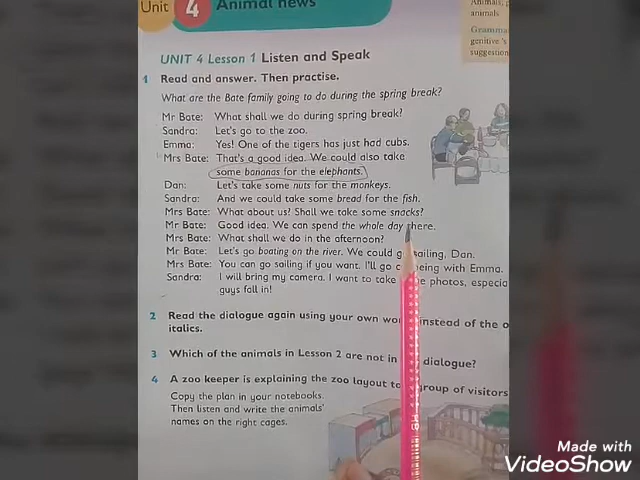 Unit 4 Animal news
Animals,
animals
Gramma
genitive 's
suggestion
UNIT 4 Lesson 1 Listen and Speak
1 Read and answer. Then practise.
What are the Bate family going to do during the spring break?
Mr Bate: What shall we do during spring break?
Sandra: Let's go to the zoo.
Emma: Yes! One of the tigers has just had cubs.
Mrs Bate: That's a good idea. We could also take
some bananas for the elephants.
Dan: Let's take some nuts for the monkeys.
Sandra: And we could take some bread for the fish.
Mrs Bate: What about us? Shall we take some snacks?
Mr Bate: Good idea. We can spend the whole day there.
Mrs Bate: What shall we do in the afternoon?
Mr Bate: Let's go boating on the river. We could g sailing, Dan.
Mrs Bate: You can go sailing if you want. I'll go c eing with Emma.
Sandra: I will bring my camera. I want to take e photos, especia
guys fall in!
2 Read the dialogue again using your own wor instead of the o
italics.
3 Which of the animals in Lesson 2 are not in dialogue?
4 A zoo keeper is explaining the zoo layout to group of visitors
Copy the plan in your notebooks.
Then listen and write the animals'
names on the right cages.
HB
Made with
VideoShow